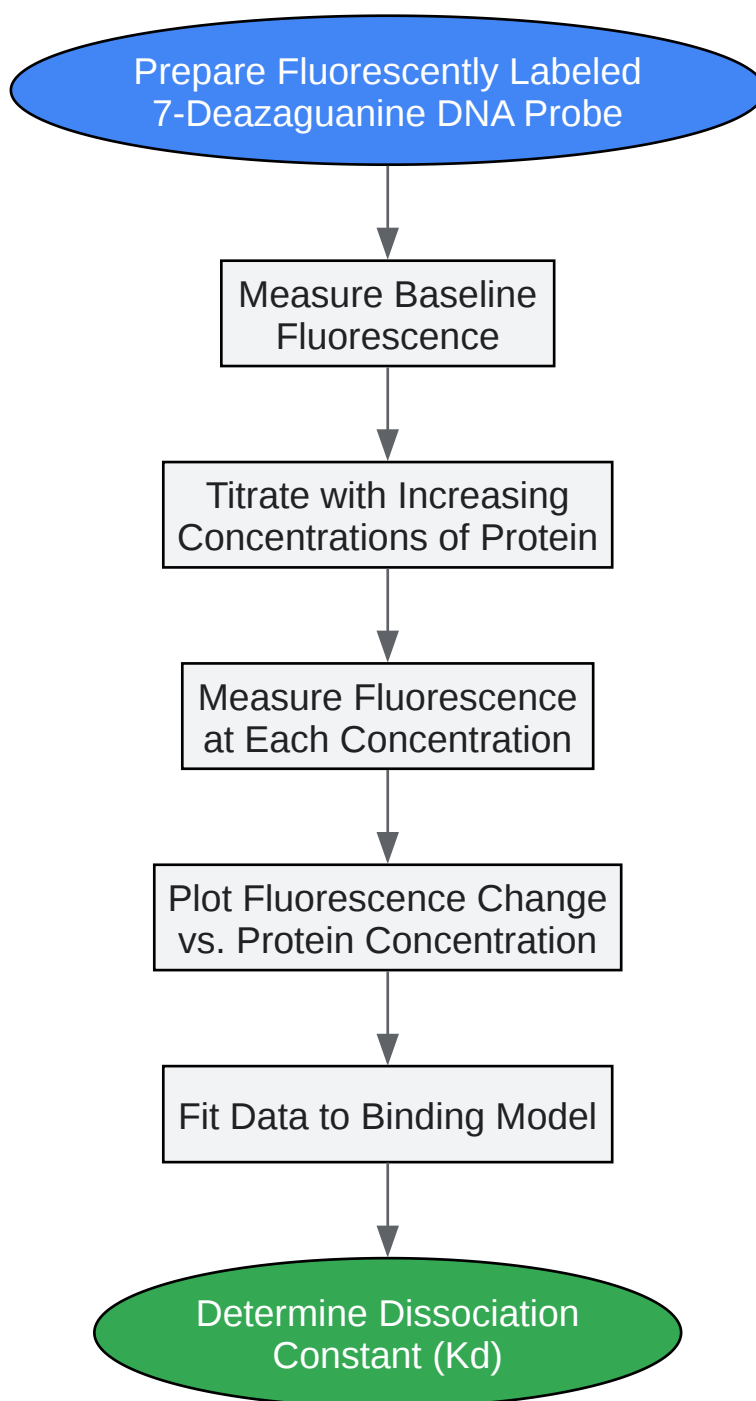 Prepare Fluorescently Labeled
7-Deazaguanine DNA Probe
Measure Baseline
Fluorescence
Titrate with Increasing
Concentrations of Protein
Measure Fluorescence
at Each Concentration
Plot Fluorescence Change
vs. Protein Concentration
Fit Data to Binding Model
Determine Dissociation
Constant (Kd)